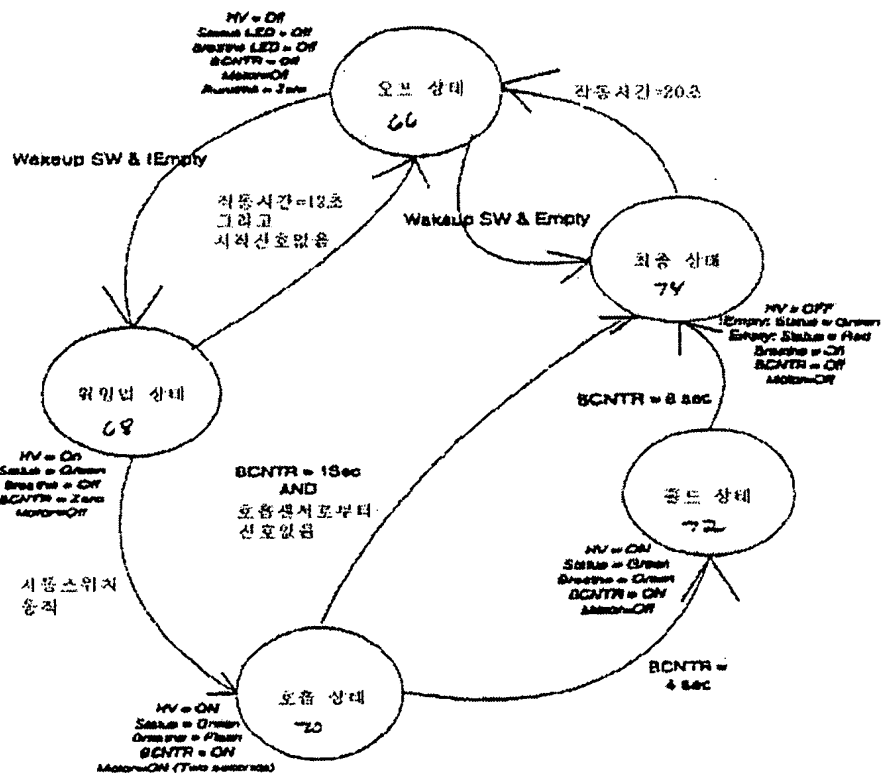 HV = Off
Status LED = Off
Breathe LED = Off
BCNTR = Off
Motor=Off
Runtime = Zero
오프 상태
66
작동시간=20초
Wakeup SW & !Empty
작동시간=12초
그리고
시작신호없음
Wakeup SW & Empty
최종 상태
74
HV = OFF
!Empty: Status = Green
Empty: Status = Red
Breathe = Off
BCNTR = Off
Motor=Off
워밍업 상태
68
HV = On
Status = Green
Breathe = Off
BCNTR = Zero
Motor=Off
BCNTR = 1Sec
AND
호흡센서로부터
신호없음
BCNTR = 6 sec
홀드 상태
72
HV = ON
Status = Green
Breathe = Green
BCNTR = ON
Motor=Off
시동스위치
동작
BCNTR =
4 sec
호흡 상태
70
HV = ON
Status = Green
Breathe = Flash
BCNTR = ON
Motor=ON (Two seconds)